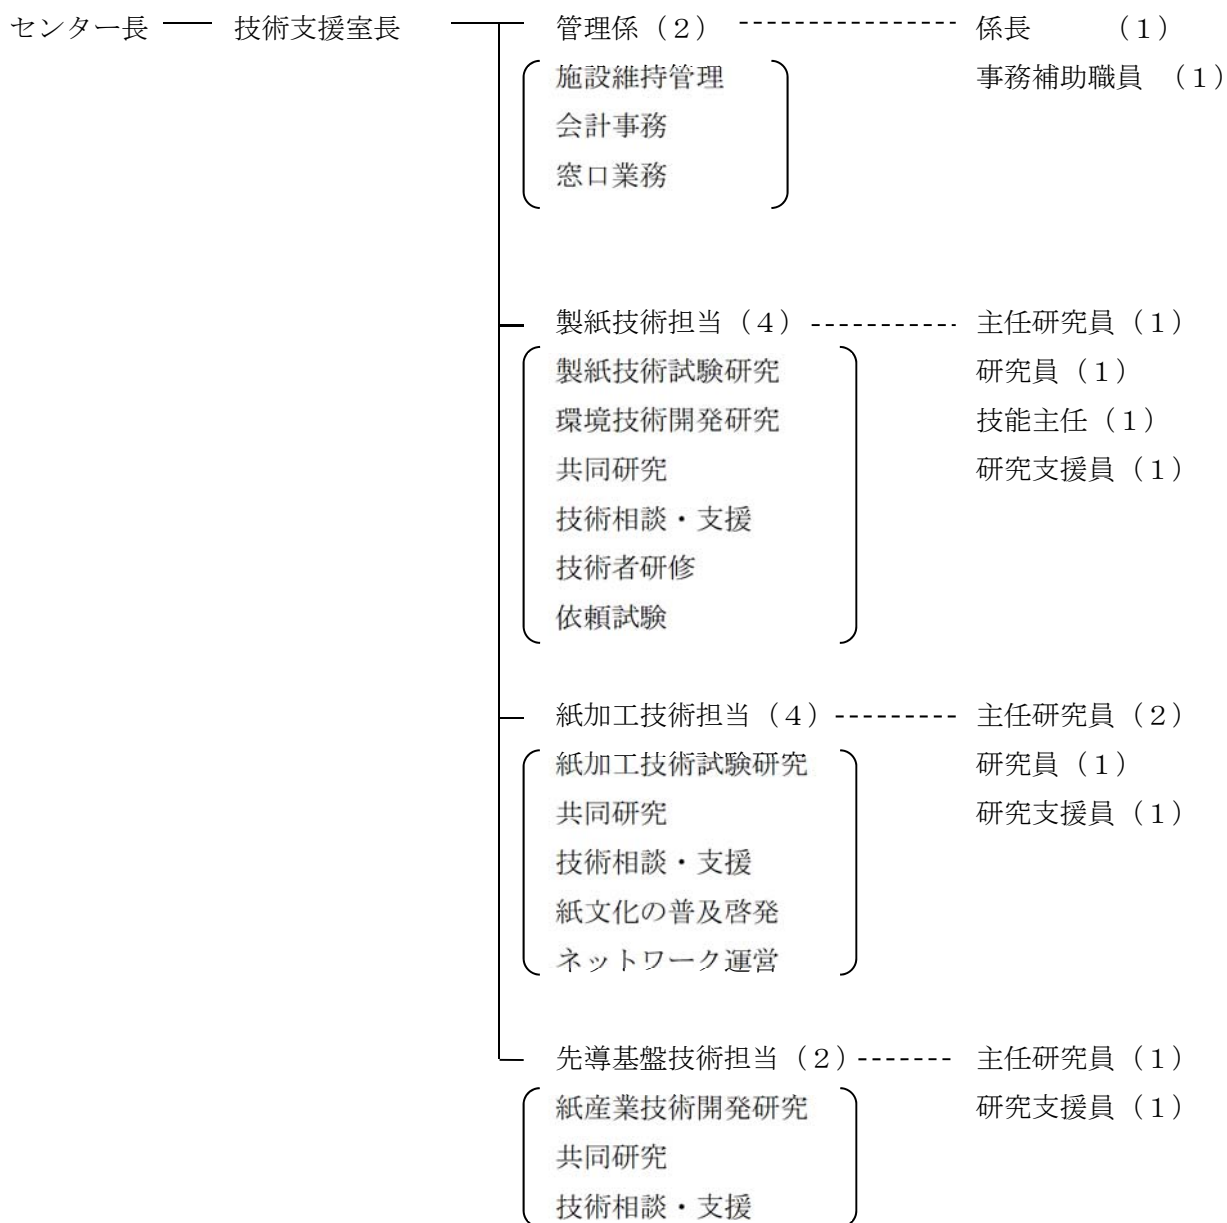 センター長 技術支援室長 管理係（２） 係長 （１）
施設維持管理 事務補助職員 （１）
会計事務
窓口業務
製紙技術担当（４） 主任研究員（１）
製紙技術試験研究 研究員（１）
環境技術開発研究 技能主任（１）
共同研究 研究支援員（１）
技術相談・支援
技術者研修
依頼試験
紙加工技術担当（４） 主任研究員（２）
紙加工技術試験研究 研究員（１）
共同研究 研究支援員（１）
技術相談・支援
紙文化の普及啓発
ネットワーク運営
先導基盤技術担当（２） 主任研究員（１）
紙産業技術開発研究 研究支援員（１）
共同研究
技術相談・支援